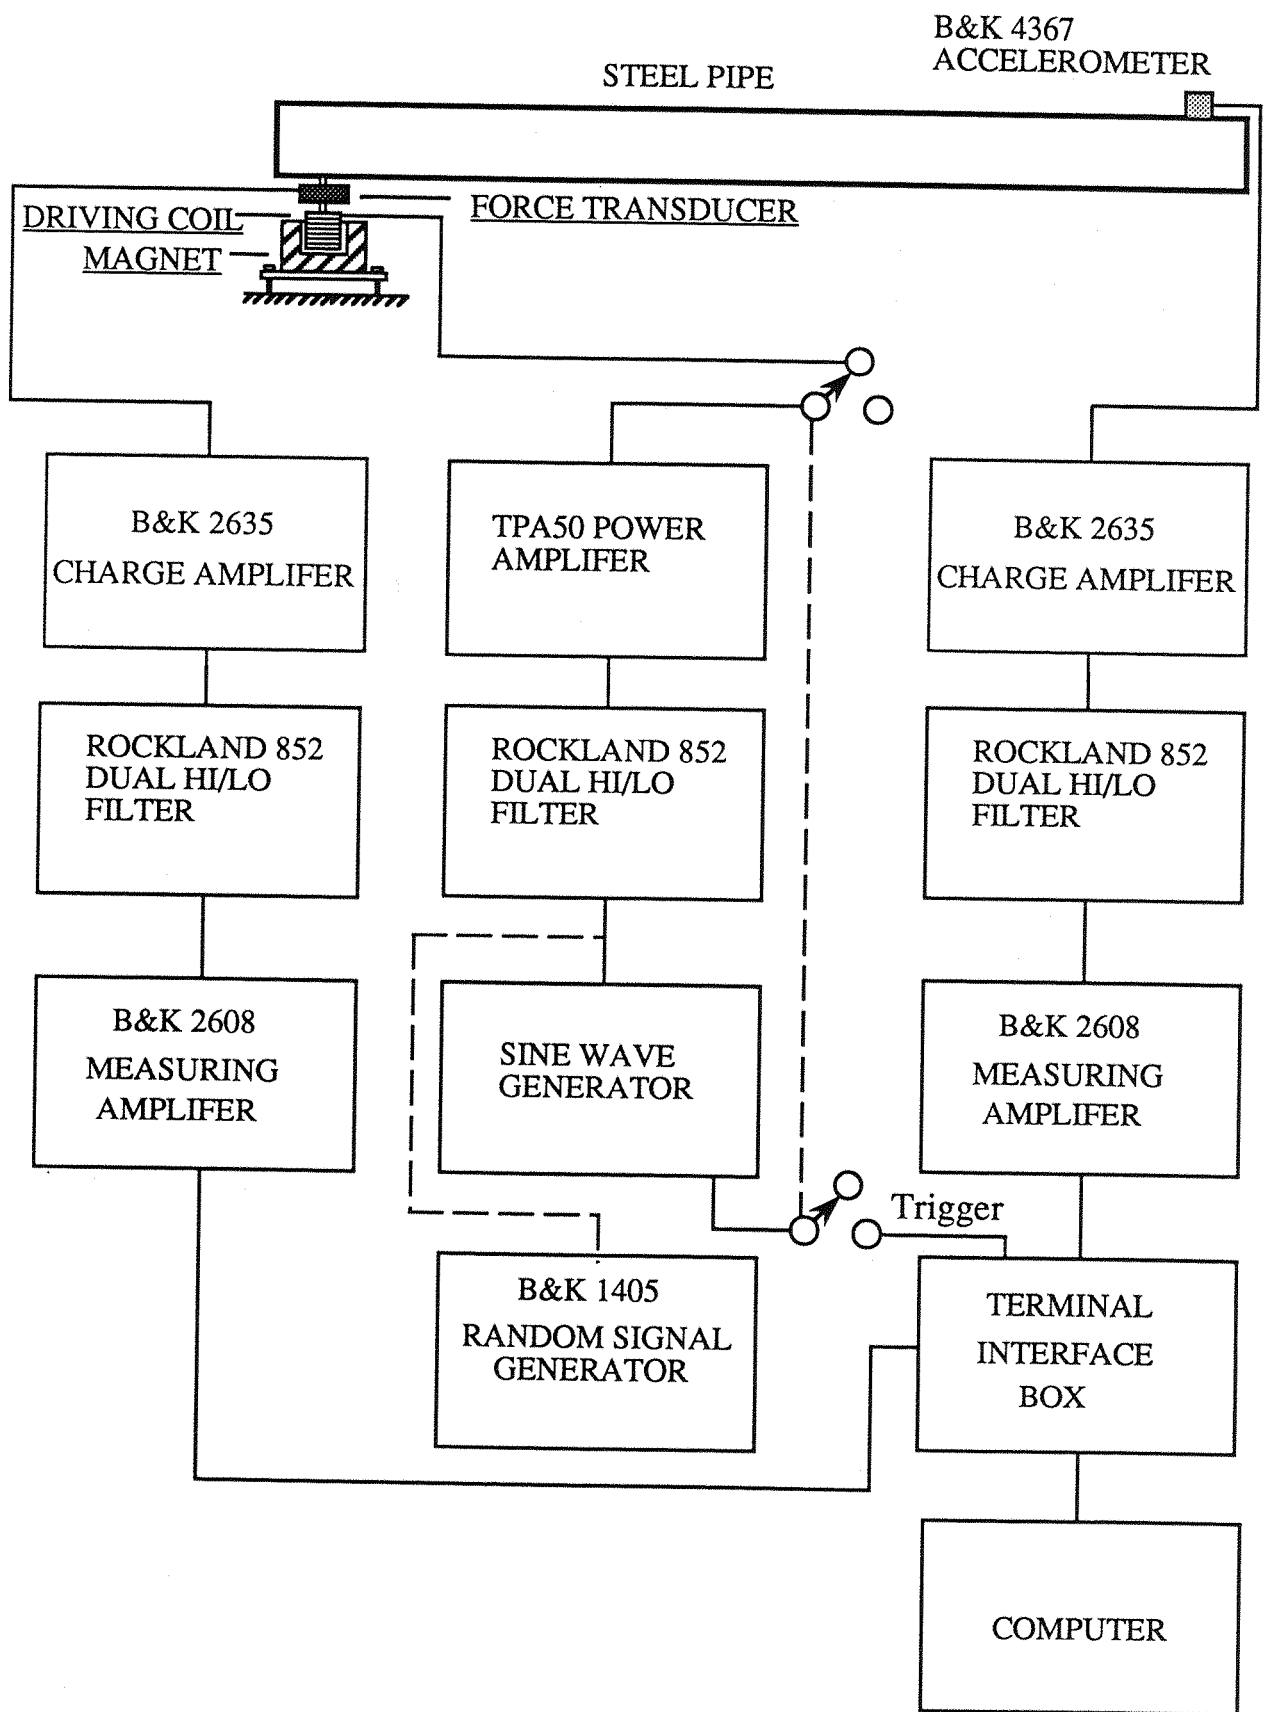 B&K 4367
ACCELEROMETER
STEEL PIPE
FORCE TRANSDUCER
DRIVING COIL
MAGNET
B&K 2635
CHARGE AMPLIFER
TPA50 POWER
AMPLIFER
B&K 2635
CHARGE AMPLIFER
ROCKLAND 852
DUAL HI/LO
FILTER
ROCKLAND 852
DUAL HI/LO
FILTER
ROCKLAND 852
DUAL HI/LO
FILTER
B&K 2608
MEASURING
AMPLIFER
SINE WAVE
GENERATOR
B&K 2608
MEASURING
AMPLIFER
Trigger
B&K 1405
RANDOM SIGNAL
GENERATOR
TERMINAL
INTERFACE
BOX
COMPUTER